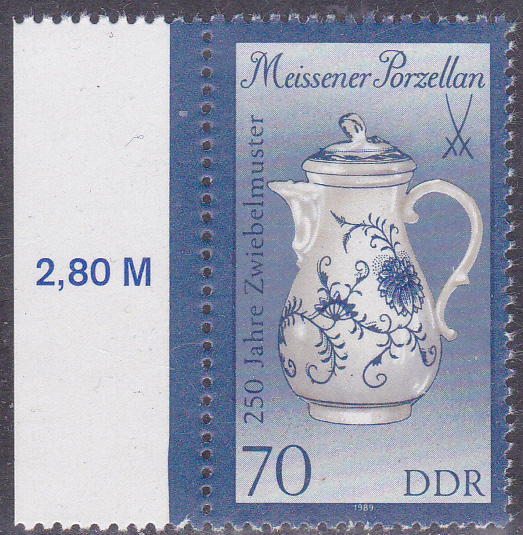 Meissener Porzellan
250 Jahre Zwiebelmuster
2,80 M
70
DDR
1989